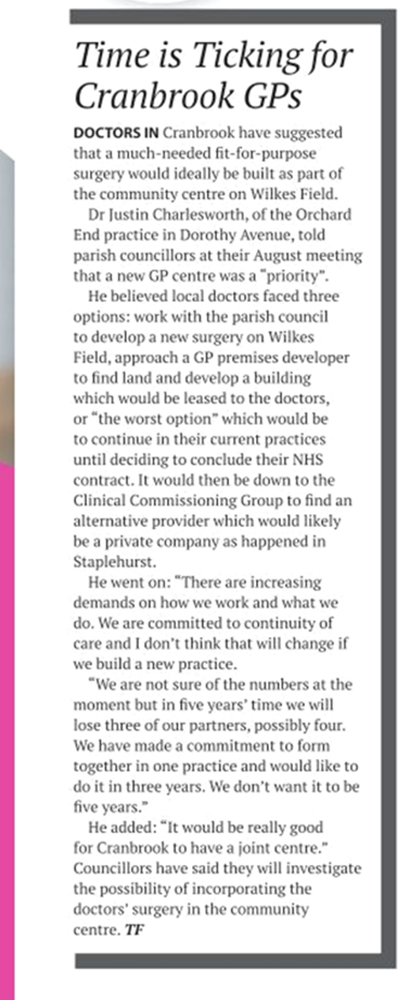 Time is Ticking for
Cranbrook GPs
DOCTORS IN Cranbrook have suggested
that a much-needed fit-for-purpose
surgery would ideally be built as part of
the community centre on Wilkes Field.
Dr Justin Charlesworth, of the Orchard
End practice in Dorothy Avenue, told
parish councillors at their August meeting
that a new GP centre was a “priority”.
He believed local doctors faced three
options: work with the parish council
to develop a new surgery on Wilkes
Field, approach a GP premises developer
to find land and develop a building
which would be leased to the doctors,
or “the worst option” which would be
to continue in their current practices
until deciding to conclude their NHS
contract. It would then be down to the
Clinical Commissioning Group to find an
alternative provider which would likely
be a private company as happened in
Staplehurst.
He went on: “There are increasing
demands on how we work and what we
do. We are committed to continuity of
care and I don’t think that will change if
we build a new practice.
“We are not sure of the numbers at the
moment but in five years’ time we will
lose three of our partners, possibly four.
We have made a commitment to form
together in one practice and would like to
do it in three years. We don’t want it to be
five years.”
He added: “It would be really good
for Cranbrook to have a joint centre.”
Councillors have said they will investigate
the possibility of incorporating the
doctors’ surgery in the community
centre. TF